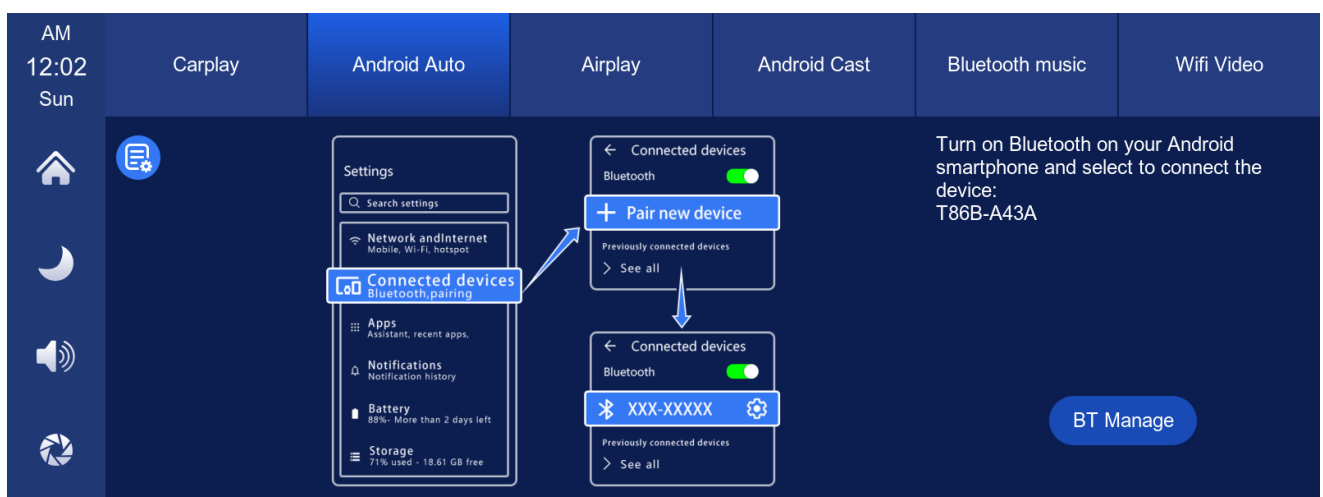 AM
12:02
Sun
Carplay
Android Auto
Airplay
Android Cast
Bluetooth music
Wifi Video
Settings
Search settings
Network andInternet
Mobile, Wi-Fi, hotspot
Connected devices
Bluetooth,pairing
Apps
Assistant, recent apps,
Notifications
Notification history
Battery
88%- More than 2 days left
Storage
71% used - 18.61 GB free
Connected devices
Bluetooth
Pair new device
Previously connected devices
See all
Connected devices
Bluetooth
XXX-XXXXX
Previously connected devices
See all
Turn on Bluetooth on your Android
smartphone and select to connect the
device:
T86B-A43A
BT Manage